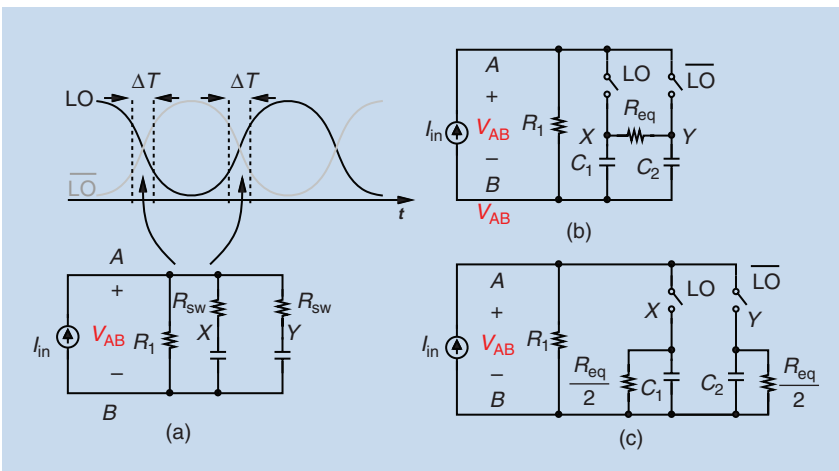 ΔT ΔT
LO
LO
t
A
+
I_in V_AB R_1 R_sw X Y R_sw
−
B
(a)
A LO LO
+
I_in V_AB R_1 X R_eq Y
−
B C_1 C_2
V_AB
(b)
A LO LO
+ X Y
I_in V_AB R_1
−
B R_eq/2 C_1 C_2 R_eq/2
(c)